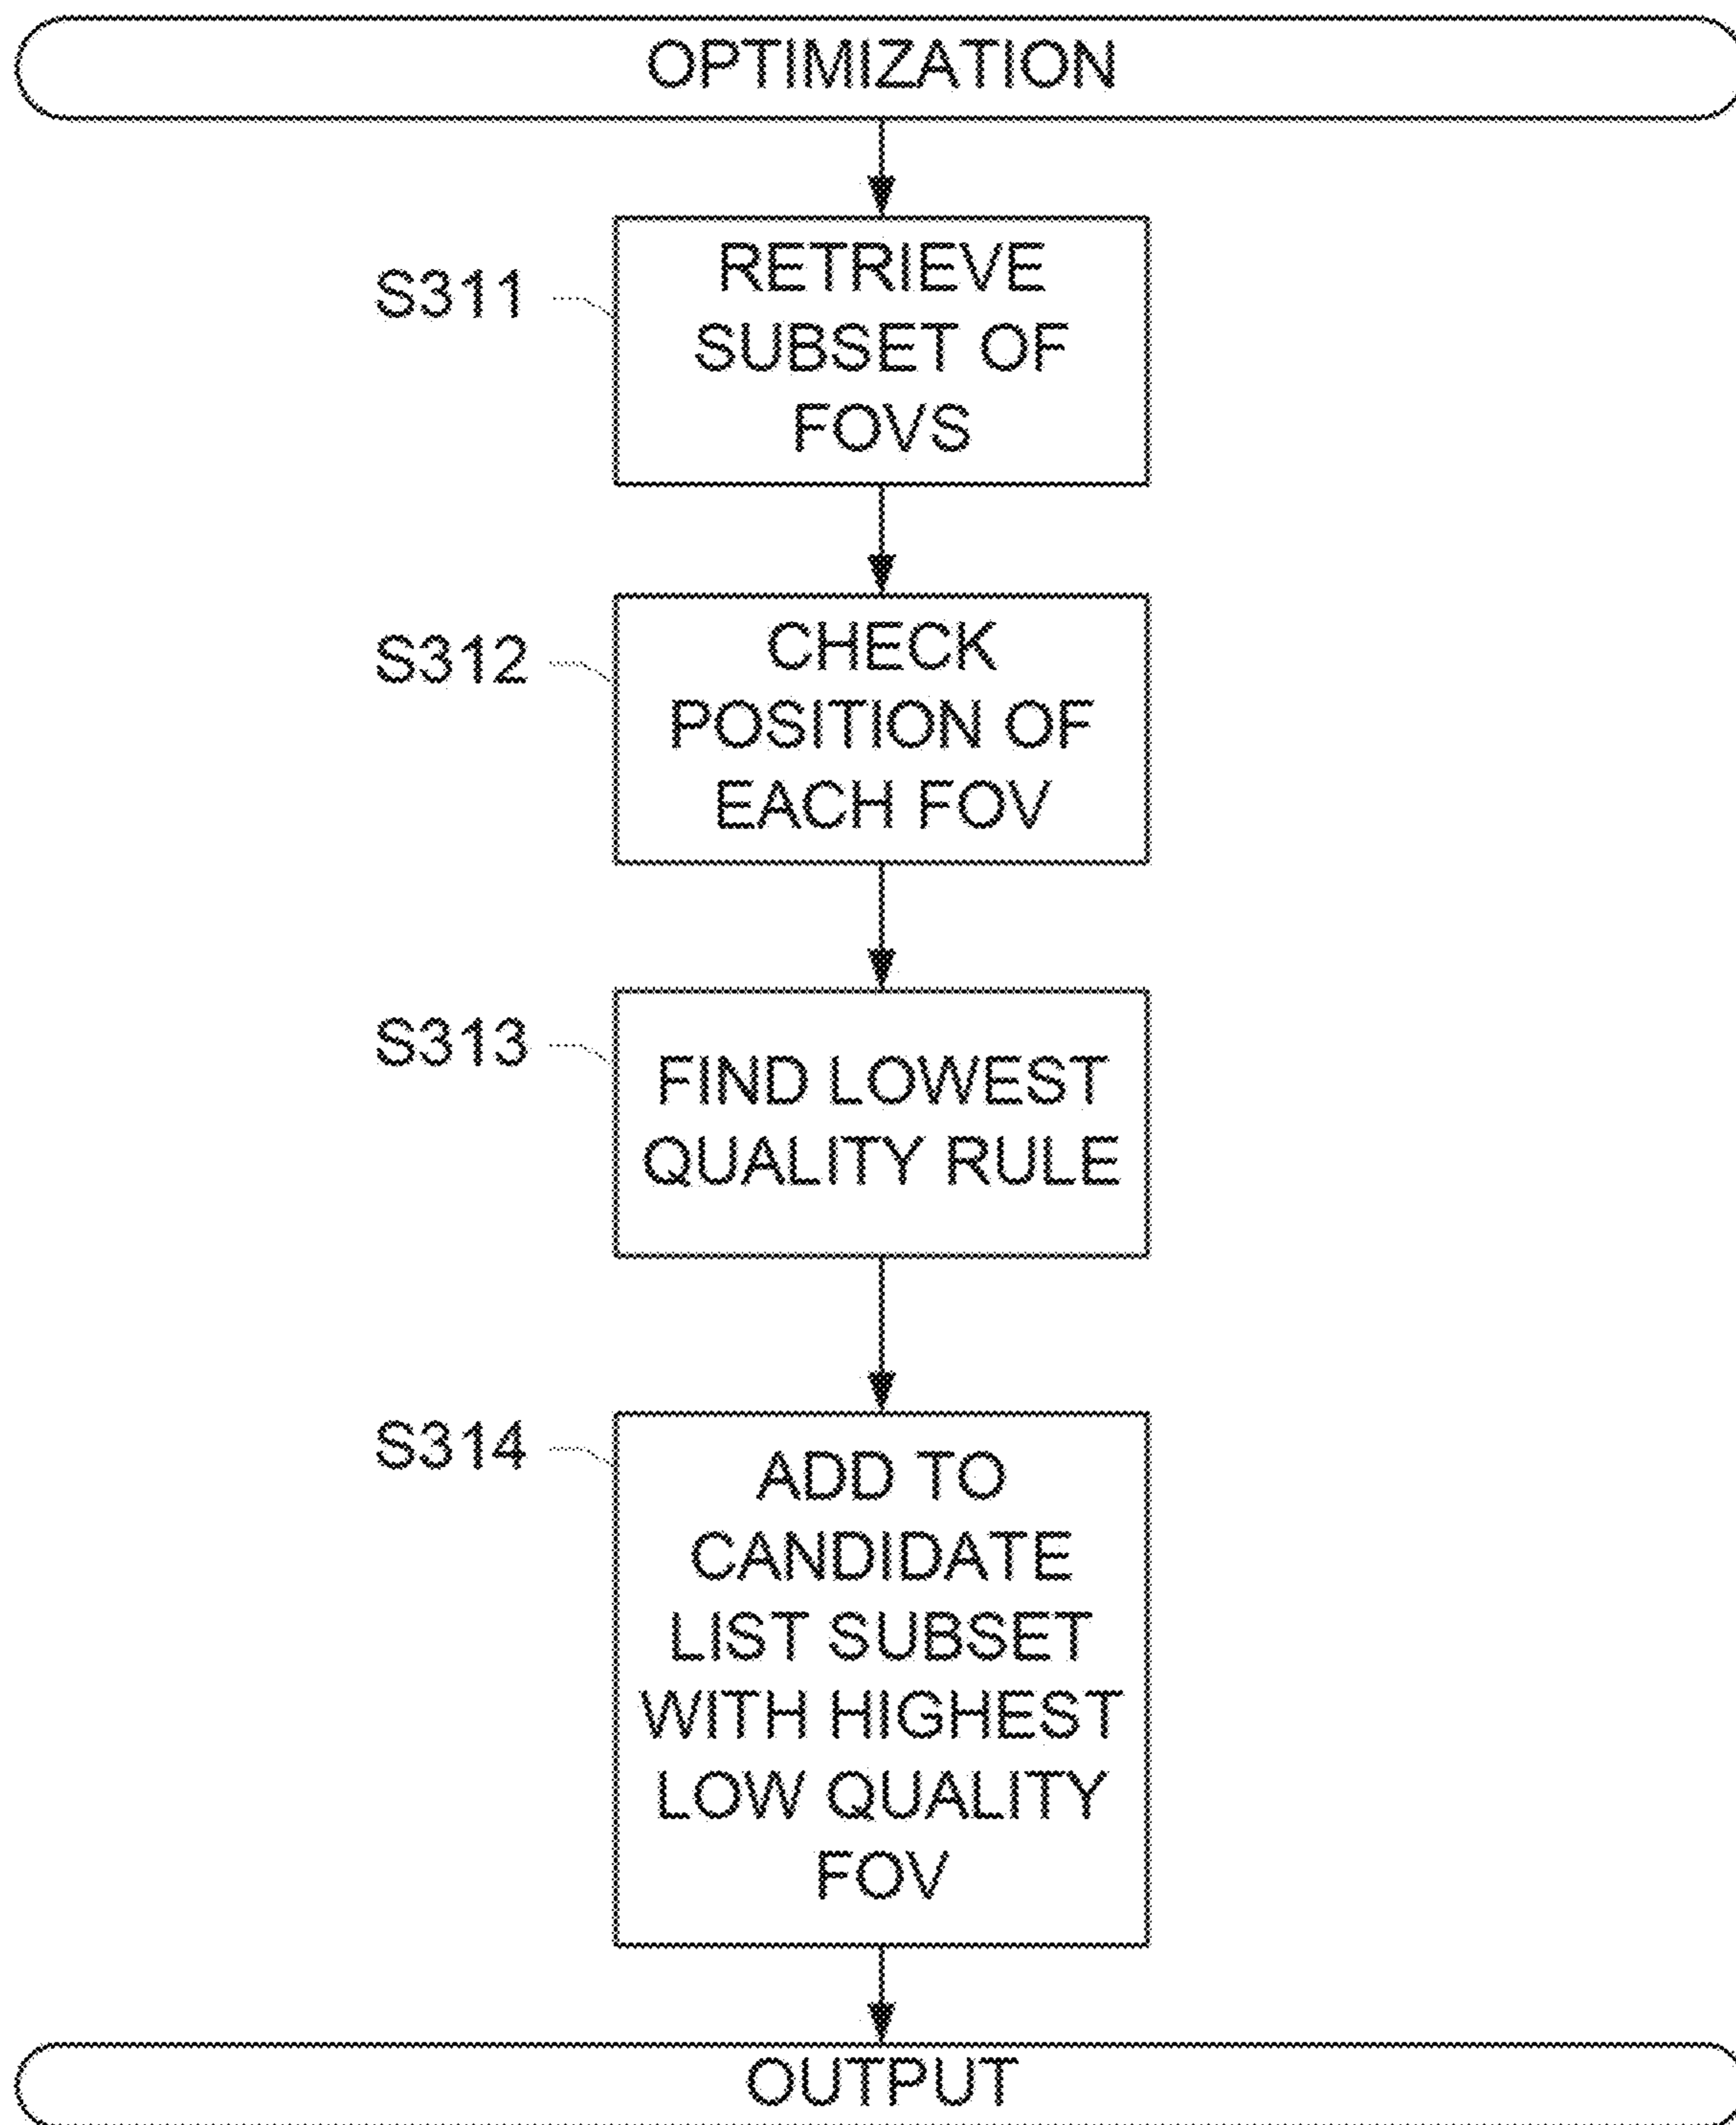 OPTIMIZATION
S311
RETRIEVE
SUBSET OF
FOVS
S312
CHECK
POSITION OF
EACH FOV
S313
FIND LOWEST
QUALITY RULE
S314
ADD TO
CANDIDATE
LIST SUBSET
WITH HIGHEST
LOW QUALITY
FOV
OUTPUT